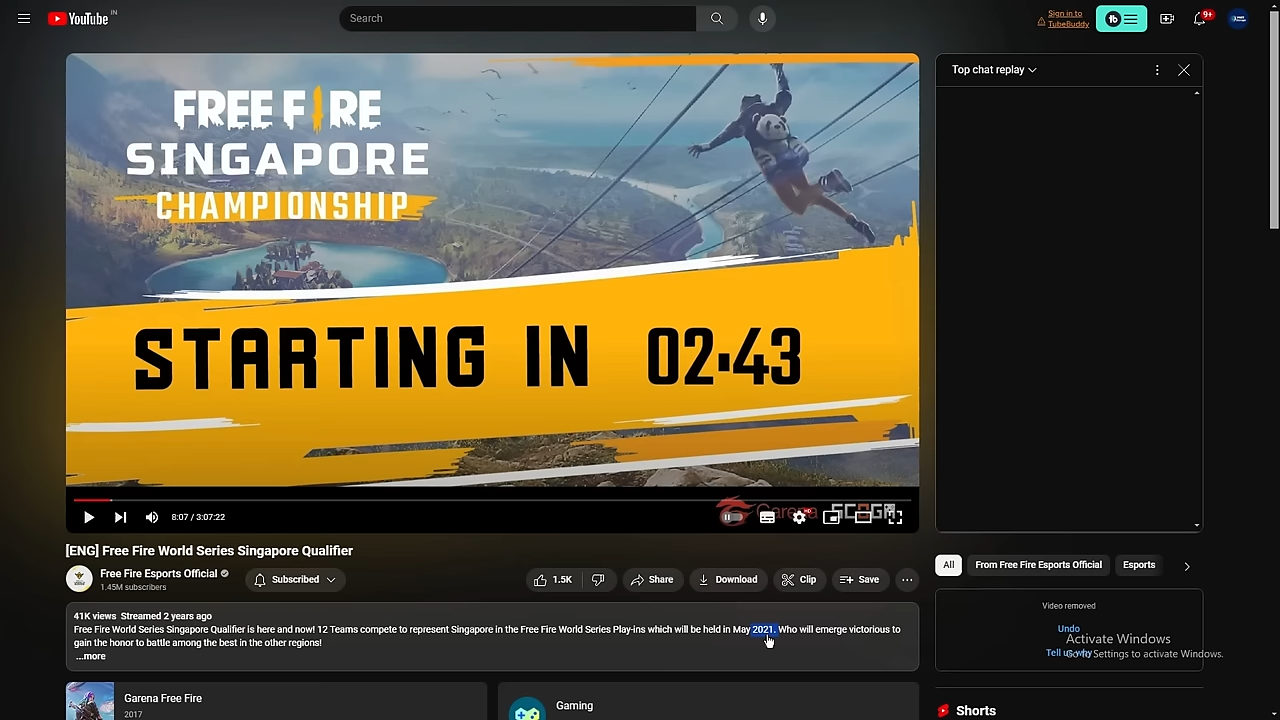 YouTube IN
Search
Sign in to
TubeBuddy
9+
Top chat replay
FREE FIRE
SINGAPORE
CHAMPIONSHIP
STARTING IN 02:43
8:07 / 3:07:22
Garena
SCOGA
HD
[ENG] Free Fire World Series Singapore Qualifier
Free Fire Esports Official
1.45M subscribers
Subscribed
1.5K
Share
Download
Clip
Save
All
From Free Fire Esports Official
Esports
41K views Streamed 2 years ago
Free Fire World Series Singapore Qualifier is here and now! 12 Teams compete to represent Singapore in the Free Fire World Series Play-ins which will be held in May 2021. Who will emerge victorious to
gain the honor to battle among the best in the other regions!
...more
Video removed
Undo
Tell us why
Activate Windows
Go to Settings to activate Windows.
Garena Free Fire
2017
Gaming
Shorts